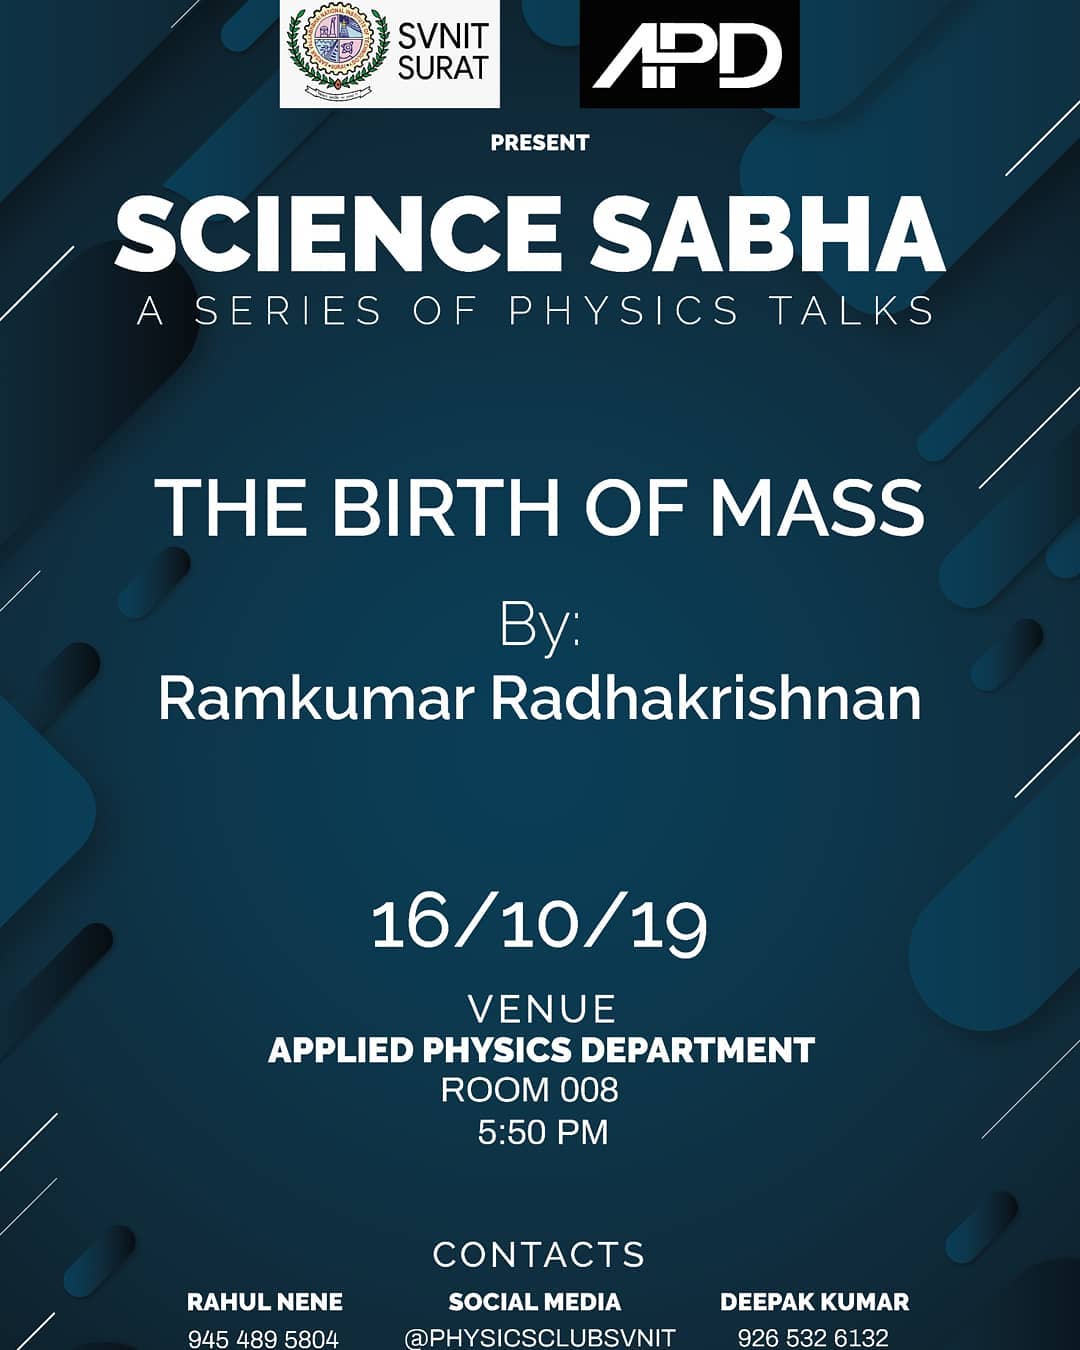 SVNIT
SURAT
APD
PRESENT
SCIENCE SABHA
A SERIES OF PHYSICS TALKS
THE BIRTH OF MASS
By:
Ramkumar Radhakrishnan
16/10/19
VENUE
APPLIED PHYSICS DEPARTMENT
ROOM 008
5:50 PM
CONTACTS
RAHUL NENE
945 489 5804
SOCIAL MEDIA
@PHYSICSCLUBSVNIT
DEEPAK KUMAR
926 532 6132